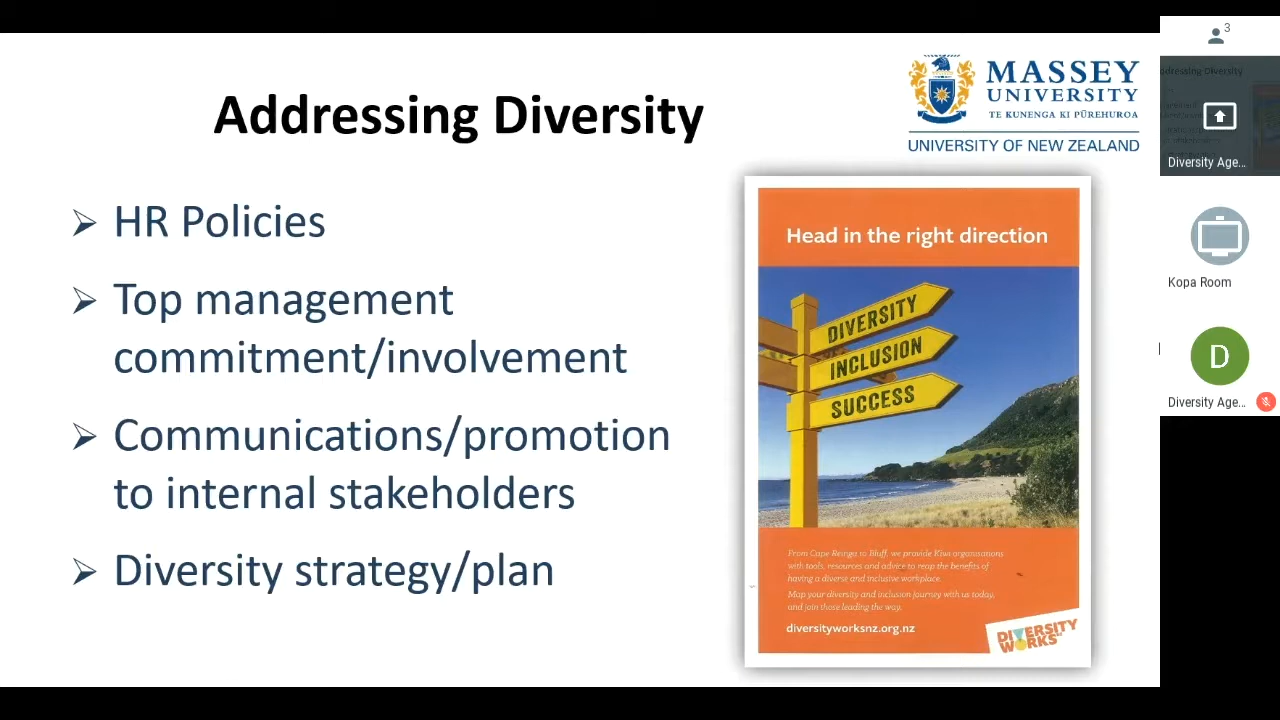 Addressing Diversity
MASSEY
UNIVERSITY
TE KUNENGA KI PŪREHUROA
UNIVERSITY OF NEW ZEALAND
HR Policies
Top management
commitment/involvement
Communications/promotion
to internal stakeholders
Diversity strategy/plan
Head in the right direction
DIVERSITY
INCLUSION
SUCCESS
From Cape Reinga to Bluff, we provide Kiwi organisations
with tools, resources and advice to reap the benefits of
having a diverse and inclusive workplace.
Map your diversity and inclusion journey with us today,
and join those leading the way.
diversityworksnz.org.nz
DIVERSITY
WORKS
3
Diversity Age...
Kopa Room
D
Diversity Age...